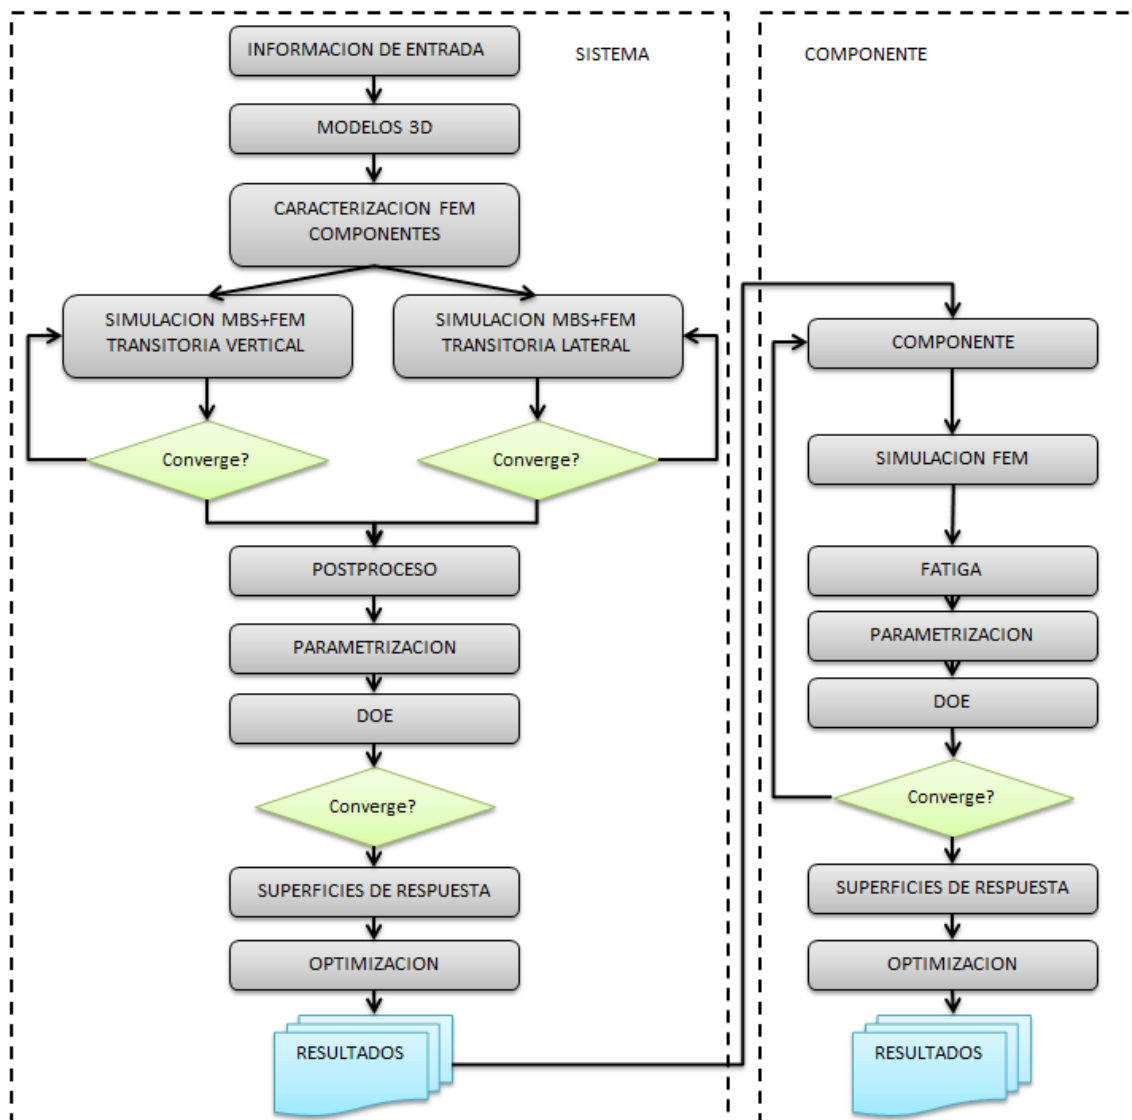 SISTEMA
INFORMACION DE ENTRADA
MODELOS 3D
CARACTERIZACION FEM
COMPONENTES
SIMULACION MBS+FEM
TRANSITORIA VERTICAL
SIMULACION MBS+FEM
TRANSITORIA LATERAL
Converge?
Converge?
POSTPROCESO
PARAMETRIZACION
DOE
Converge?
SUPERFICIES DE RESPUESTA
OPTIMIZACION
RESULTADOS
COMPONENTE
COMPONENTE
SIMULACION FEM
FATIGA
PARAMETRIZACION
DOE
Converge?
SUPERFICIES DE RESPUESTA
OPTIMIZACION
RESULTADOS